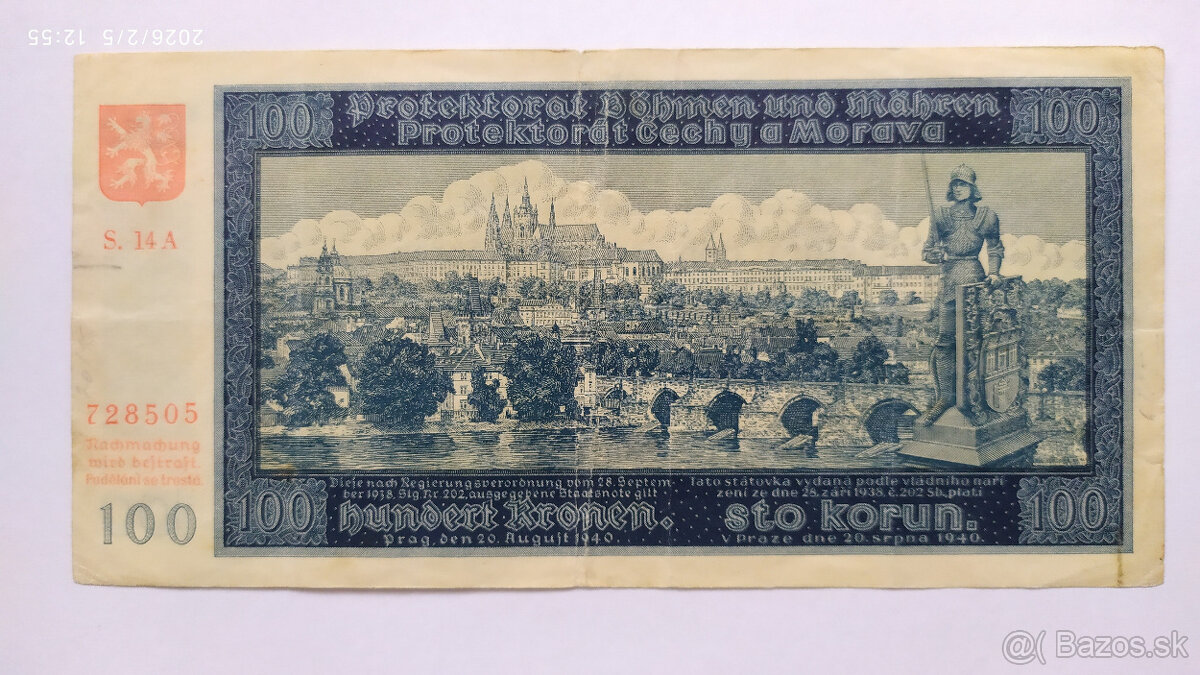 2026/2/5 12:55
100 Protektorat Böhmen und Mähren 100
Protektorát Čechy a Morava
S. 14 A
728505
Nachmachung
wird bestraft.
Padělání se trestá.
100
100
Diese nach Regierungsverordnung vom 28. Septem-
ber 1938, Slg. Nr. 202, ausgegebene Staatsnote gilt
hundert Kronen.
Prag, den 20. August 1940.
Tato státovka vydaná podle vládního naří
zení ze dne 28. září 1938, č. 202 Sb., platí
sto korun.
V Praze dne 20. srpna 1940.
100
@( Bazos.sk